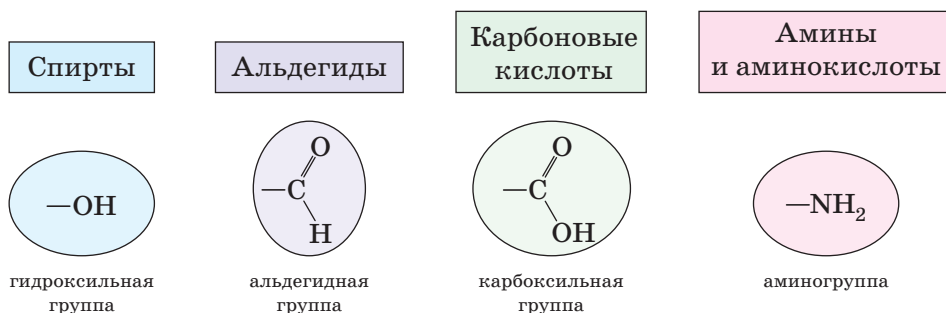 Спирты
Альдегиды
Карбоновые
кислоты
Амины
и аминокислоты
—OH
O
—C
H
O
—C
OH
—NH₂
гидроксильная
группа
альдегидная
группа
карбоксильная
группа
аминогруппа